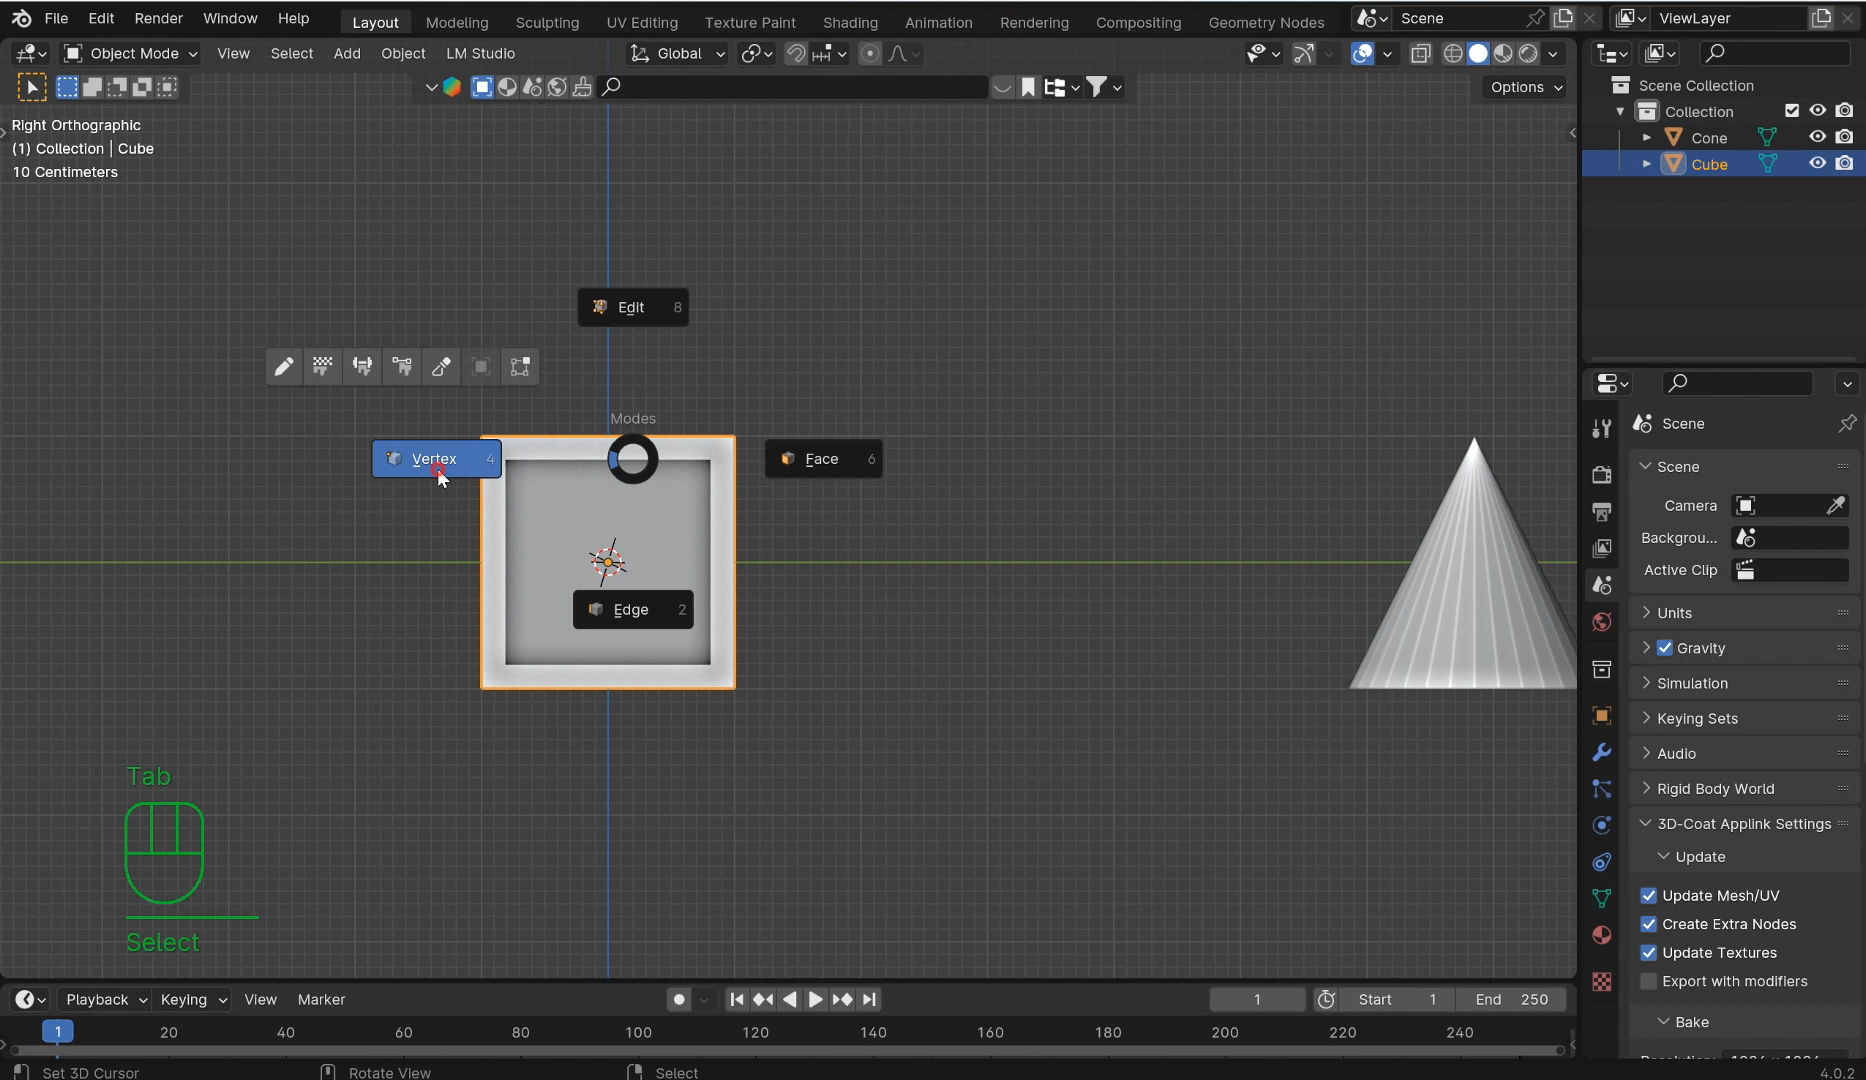 File Edit Render Window Help Layout Modeling Sculpting UV Editing Texture Paint Shading Animation Rendering Compositing Geometry Nodes Scene ViewLayer
Object Mode View Select Add Object LM Studio Global
Options
Right Orthographic
(1) Collection | Cube
10 Centimeters
Scene Collection
Collection
Cone
Cube
Edit 8
Modes
Vertex 4
Face 6
Edge 2
Tab
Select
Scene
Scene
Camera
Backgrou...
Active Clip
Units
Gravity
Simulation
Keying Sets
Audio
Rigid Body World
3D-Coat Applink Settings
Update
Update Mesh/UV
Create Extra Nodes
Update Textures
Export with modifiers
Bake
Playback Keying View Marker 1 Start 1 End 250
1 20 40 60 80 100 120 140 160 180 200 220 240
Set 3D Cursor Rotate View Select 4.0.2